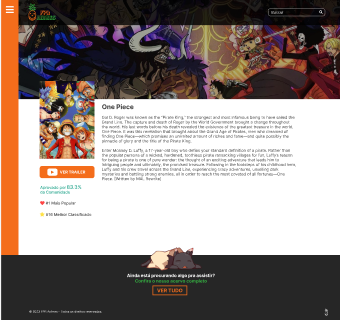 Buscar
One Piece
Gol D. Roger was known as the "Pirate King," the strongest and most infamous being to have sailed the
Grand Line. The capture and death of Roger by the World Government brought a change throughout
the world. His last words before his death revealed the existence of the greatest treasure in the world,
One Piece. It was this revelation that brought about the Grand Age of Pirates, men who dreamed of
finding One Piece—which promises an unlimited amount of riches and fame—and quite possibly the
pinnacle of glory and the title of the Pirate King.
Enter Monkey D. Luffy, a 17-year-old boy who defies your standard definition of a pirate. Rather than
the popular persona of a wicked, hardened, toothless pirate ransacking villages for fun, Luffy's reason
for being a pirate is one of pure wonder: the thought of an exciting adventure that leads him to
intriguing people and ultimately, the promised treasure. Following in the footsteps of his childhood hero,
Luffy and his crew travel across the Grand Line, experiencing crazy adventures, unveiling dark
mysteries and battling strong enemies, all in order to reach the most coveted of all fortunes—One
Piece. [Written by MAL Rewrite]
VER TRAILER
Aprovado por 83.3%
da Comunidade
#1 Mais Popular
Melhor Classificado
Ainda está procurando algo pra assistir?
Confira o nosso acervo completo
VER TUDO
todos os direitos reservados.